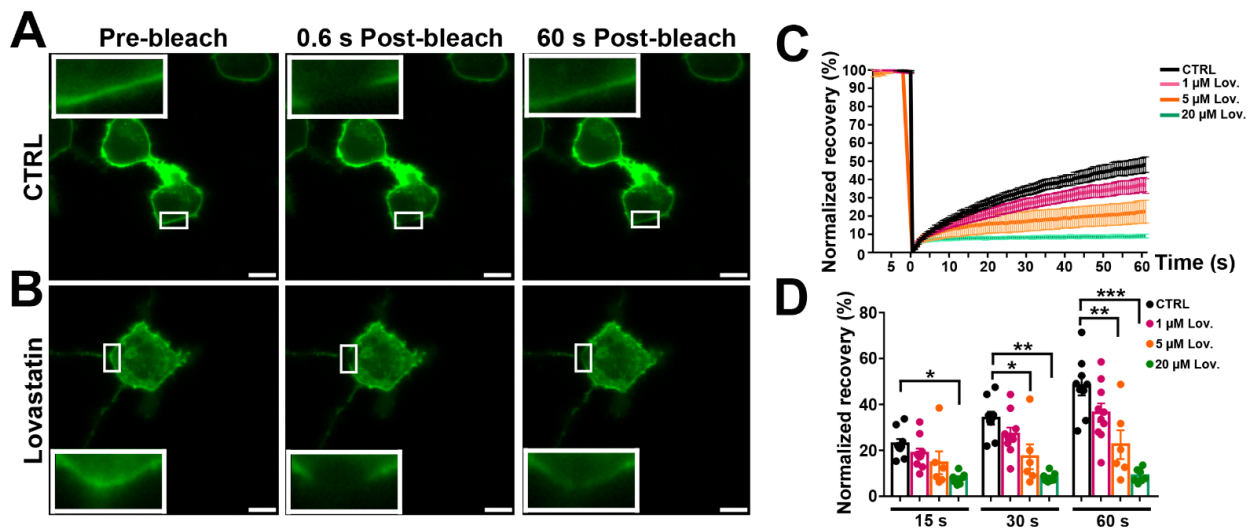 A
Pre-bleach
0.6 s Post-bleach
60 s Post-bleach
CTRL
B
Lovastatin
C
Normalized recovery (%)
100
90
80
70
60
50
40
30
20
10
0
5
0
10
20
30
40
50
60
Time (s)
CTRL
1 µM Lov.
5 µM Lov.
20 µM Lov.
D
Normalized recovery (%)
80
60
40
20
0
*
*
**
**
***
15 s
30 s
60 s
CTRL
1 µM Lov.
5 µM Lov.
20 µM Lov.